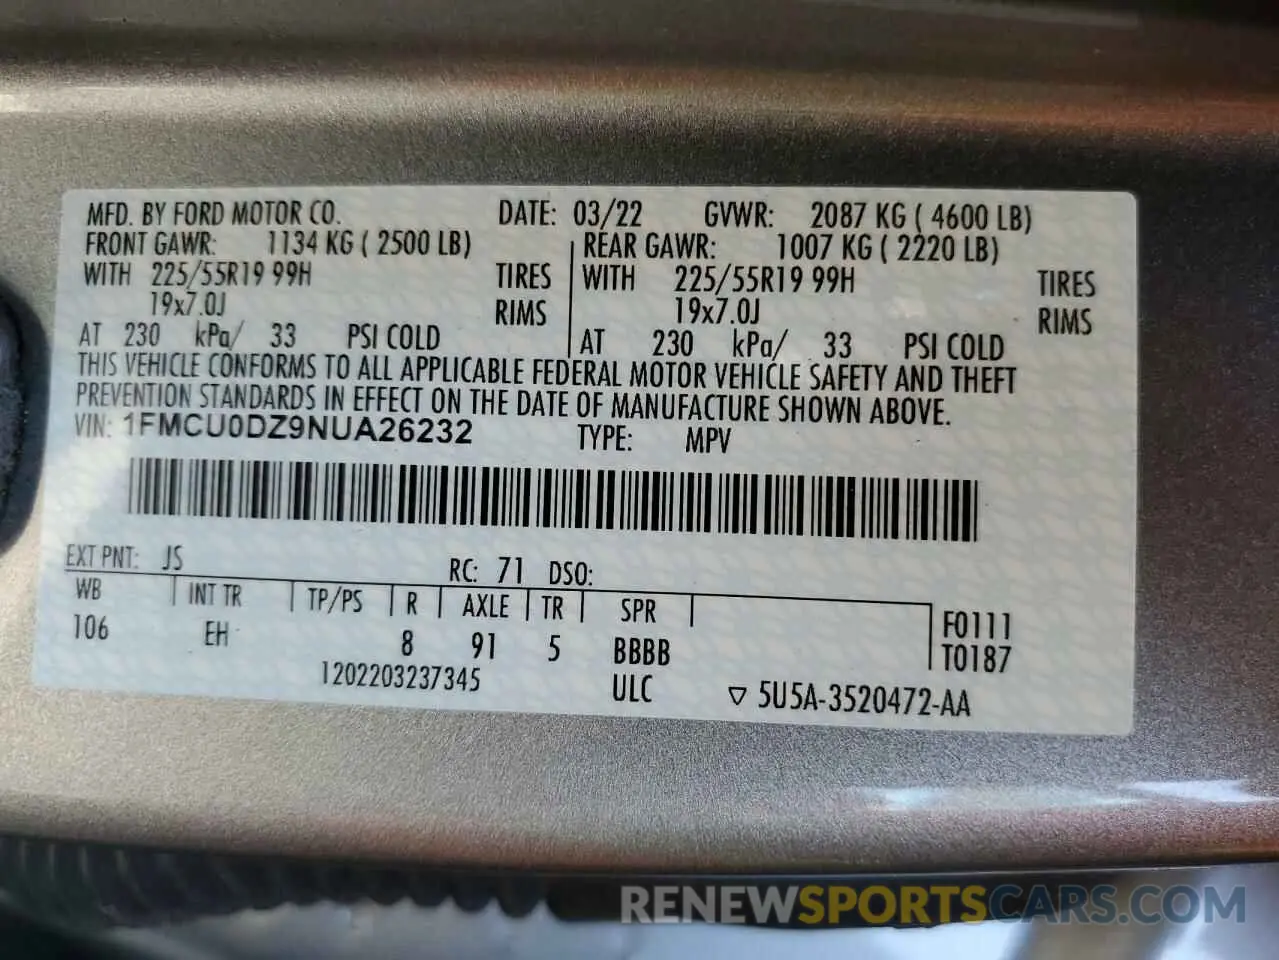 MFD. BY FORD MOTOR CO. DATE: 03/22 GVWR: 2087 KG ( 4600 LB)
FRONT GAWR: 1134 KG ( 2500 LB) REAR GAWR: 1007 KG ( 2220 LB)
WITH 225/55R19 99H TIRES WITH 225/55R19 99H TIRES
19x7.0J RIMS 19x7.0J RIMS
AT 230 kPa/ 33 PSI COLD AT 230 kPa/ 33 PSI COLD
THIS VEHICLE CONFORMS TO ALL APPLICABLE FEDERAL MOTOR VEHICLE SAFETY AND THEFT
PREVENTION STANDARDS IN EFFECT ON THE DATE OF MANUFACTURE SHOWN ABOVE.
VIN: 1FMCU0DZ9NUA26232 TYPE: MPV
EXT PNT: JS RC: 71 DSO:
WB INT TR TP/PS R AXLE TR SPR F0111
106 EH 8 91 5 BBBB T0187
1202203237345 ULC ▽ 5U5A-3520472-AA
RENEWSPORTSCARS.COM